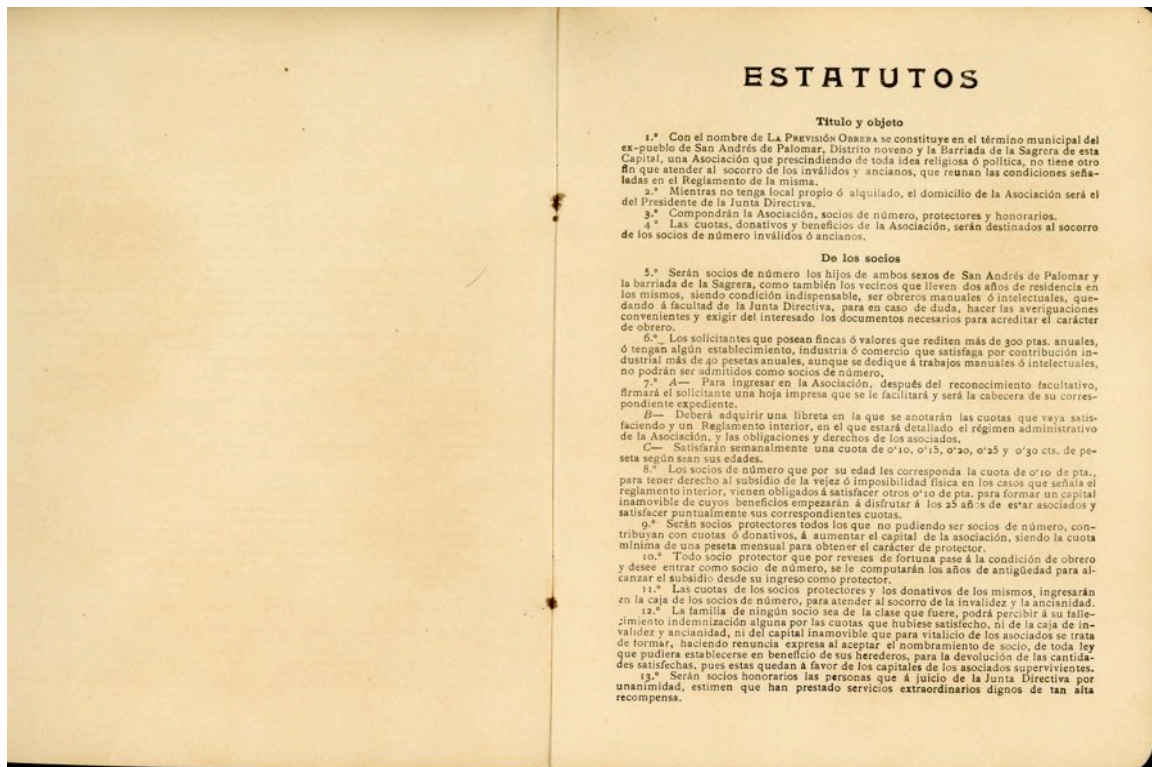 ESTATUTOS
Título y objeto
1.º Con el nombre de LA PREVISIÓN OBRERA se constituye en el término municipal del
ex-pueblo de San Andrés de Palomar, Distrito noveno y la Barriada de la Sagrera de esta
Capital, una Asociación que prescindiendo de toda idea religiosa ó política, no tiene otro
fin que atender al socorro de los inválidos y ancianos, que reunan las condiciones seña-
ladas en el Reglamento de la misma.
2.º Mientras no tenga local propio ó alquilado, el domicilio de la Asociación será el
del Presidente de la Junta Directiva.
3.º Compondrán la Asociación, socios de número, protectores y honorarios.
4 º Las cuotas, donativos y beneficios de la Asociación, serán destinados al socorro
de los socios de número inválidos ó ancianos.
De los socios
5.º Serán socios de número los hijos de ambos sexos de San Andrés de Palomar y
la barriada de la Sagrera, como también los vecinos que lleven dos años de residencia en
los mismos, siendo condición indispensable, ser obreros manuales ó intelectuales, que-
dando á facultad de la Junta Directiva, para en caso de duda, hacer las averiguaciones
convenientes y exigir del interesado los documentos necesarios para acreditar el carácter
de obrero.
6.º Los solicitantes que posean fincas ó valores que rediten más de 300 ptas. anuales,
ó tengan algún establecimiento, industria ó comercio que satisfaga por contribución in-
dustrial más de 40 pesetas anuales, aunque se dedique á trabajos manuales ó intelectuales,
no podrán ser admitidos como socios de número.
7.º A— Para ingresar en la Asociación, después del reconocimiento facultativo,
firmará el solicitante una hoja impresa que se le facilitará y será la cabecera de su corres-
pondiente expediente.
B— Deberá adquirir una libreta en la que se anotarán las cuotas que vaya satis-
faciendo y un Reglamento interior, en el que estará detallado el régimen administrativo
de la Asociación, y las obligaciones y derechos de los asociados.
C— Satisfarán semanalmente una cuota de 0'10, 0'15, 0'20, 0'25 y 0'30 cts. de pe-
seta según sean sus edades.
8.º Los socios de número que por su edad les corresponda la cuota de 0'10 de pta.,
para tener derecho al subsidio de la vejez ó imposibilidad física en los casos que señala el
reglamento interior, vienen obligados á satisfacer otros 0'10 de pta. para formar un capital
inamovible de cuyos beneficios empezarán á disfrutar á los 25 años de estar asociados y
satisfacer puntualmente sus correspondientes cuotas.
9.º Serán socios protectores todos los que no pudiendo ser socios de número, con-
tribuyan con cuotas ó donativos, á aumentar el capital de la asociación, siendo la cuota
mínima de una peseta mensual para obtener el carácter de protector.
10.º Todo socio protector que por reveses de fortuna pase á la condición de obrero
y desee entrar como socio de número, se le computarán los años de antigüedad para al-
canzar el subsidio desde su ingreso como protector.
11.º Las cuotas de los socios protectores y los donativos de los mismos, ingresarán
en la caja de los socios de número, para atender al socorro de la invalidez y la ancianidad.
12.º La familia de ningún socio sea de la clase que fuere, podrá percibir á su falle-
cimiento indemnización alguna por las cuotas que hubiese satisfecho, ni de la caja de in-
validez y ancianidad, ni del capital inamovible que para vitalicio de los asociados se trata
de formar, haciendo renuncia expresa al aceptar el nombramiento de socio, de toda ley
que pudiera establecerse en beneficio de sus herederos, para la devolución de las cantida-
des satisfechas, pues estas quedan á favor de los capitales de los asociados supervivientes.
13.º Serán socios honorarios las personas que á juicio de la Junta Directiva por
unanimidad, estimen que han prestado servicios extraordinarios dignos de tan alta
recompensa.